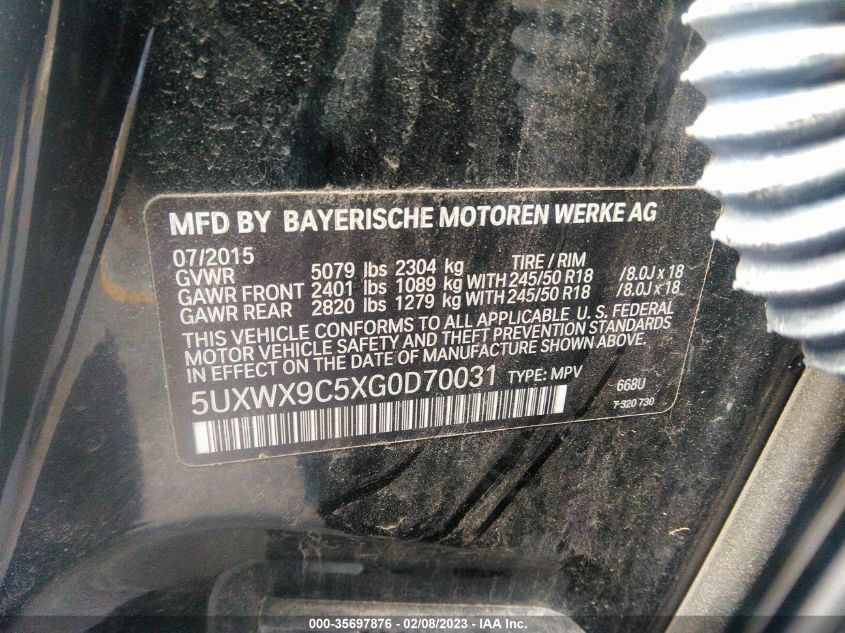 MFD BY BAYERISCHE MOTOREN WERKE AG
07/2015 TIRE / RIM
GVWR 5079 lbs 2304 kg
GAWR FRONT 2401 lbs 1089 kg WITH 245/50 R18 /8.0J x 18
GAWR REAR 2820 lbs 1279 kg WITH 245/50 R18 /8.0J x 18
THIS VEHICLE CONFORMS TO ALL APPLICABLE U. S. FEDERAL
MOTOR VEHICLE SAFETY AND THEFT PREVENTION STANDARDS
IN EFFECT ON THE DATE OF MANUFACTURE SHOWN ABOVE.
5UXWX9C5XG0D70031 TYPE: MPV 668U
7-320 730
000-35697876 - 02/08/2023 - IAA Inc.